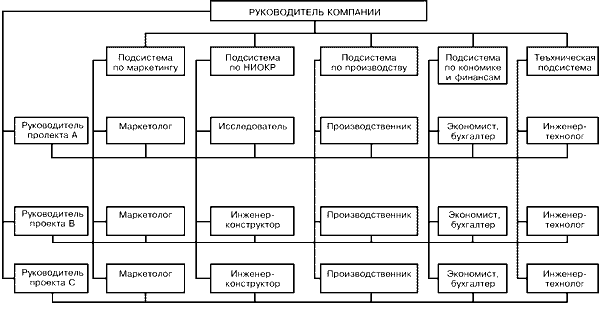 РУКОВОДИТЕЛЬ КОМПАНИИ
Подсистема
по маркетингу
Подсистема
по НИОКР
Подсистема
по производству
Подсистема
по кономике
и финансам
Теъхническая
подсистема
Руководитель
пролекта А
Маркетолог
Исследователь
Производственник
Экономист,
бухгалтер
Инженер-
технолог
Руководитель
проекта В
Маркетолог
Инженер-
конструктор
Производственник
Экономист,
бухгалтер
Инженер-
технолог
Руководитель
проекта С
Маркетолог
Инженер-
конструктор
Производственник
Экономист,
бухгалтер
Инженер-
технолог